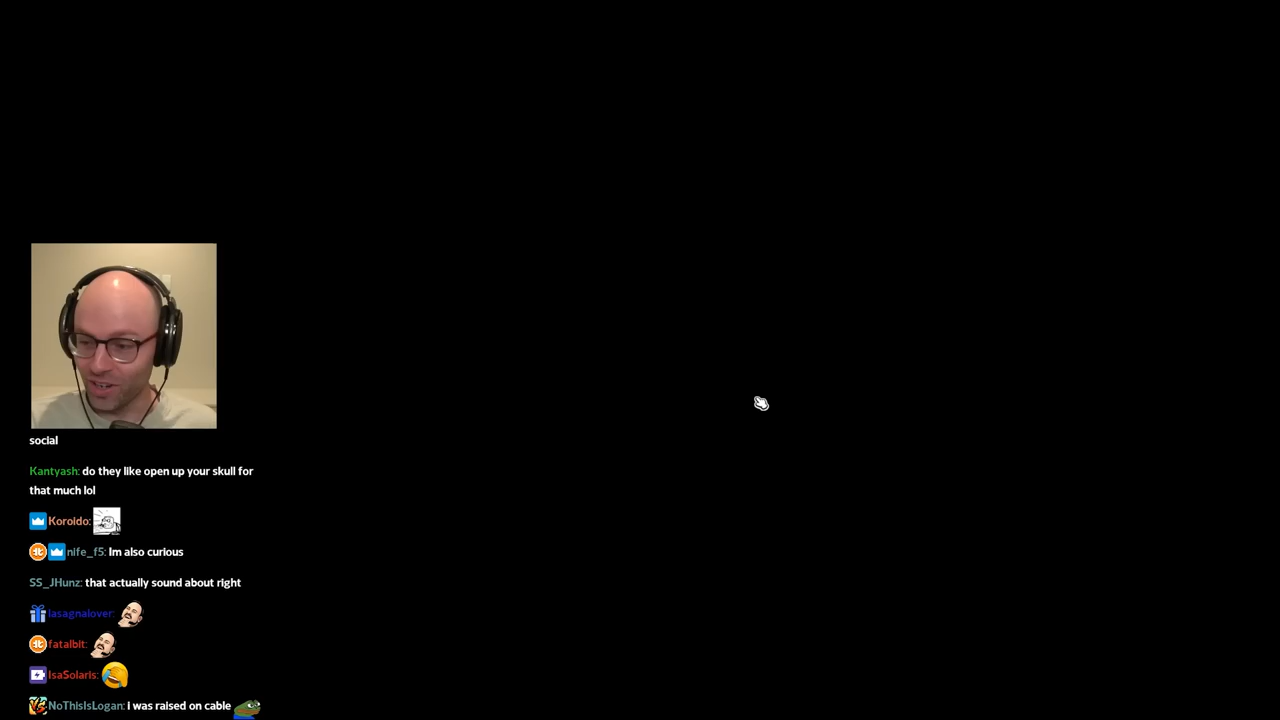 social
Kantyash: do they like open up your skull for
that much lol
Koroido:
nife_f5: Im also curious
SS_JHunz: that actually sound about right
lasagnalover:
fatalbit:
IsaSolaris:
NoThisIsLogan: i was raised on cable